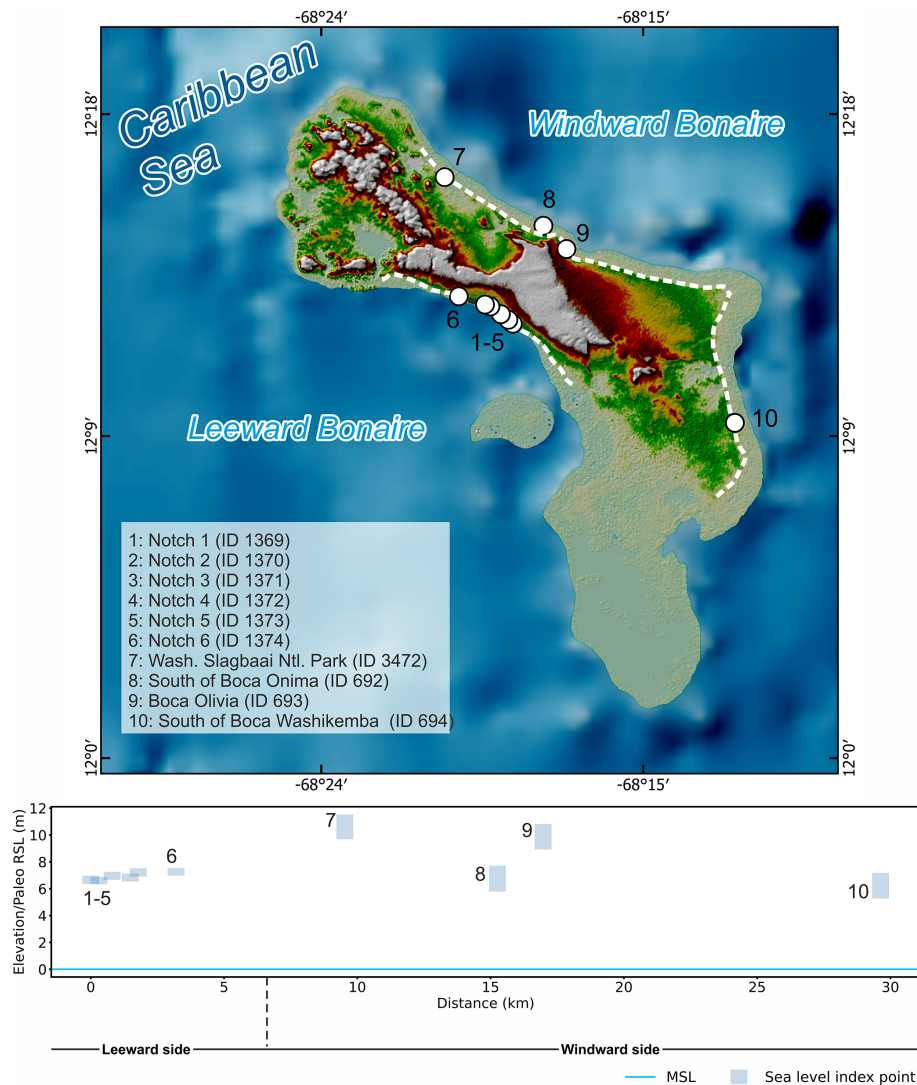 -68°24′ -68°15′
Caribbean
Sea
Windward Bonaire
12°18′ 12°18′
7
8
9
6
1-5
10
Leeward Bonaire
12°9′ 12°9′
1: Notch 1 (ID 1369)
2: Notch 2 (ID 1370)
3: Notch 3 (ID 1371)
4: Notch 4 (ID 1372)
5: Notch 5 (ID 1373)
6: Notch 6 (ID 1374)
7: Wash. Slagbaai Ntl. Park (ID 3472)
8: South of Boca Onima (ID 692)
9: Boca Olivia (ID 693)
10: South of Boca Washikemba (ID 694)
12°0′ 12°0′
-68°24′ -68°15′
Elevation/Paleo RSL (m)
12
10
8
6
4
2
0
1-5
6
7
8
9
10
0 5 10 15 20 25 30
Distance (km)
Leeward side Windward side
MSL Sea level index point